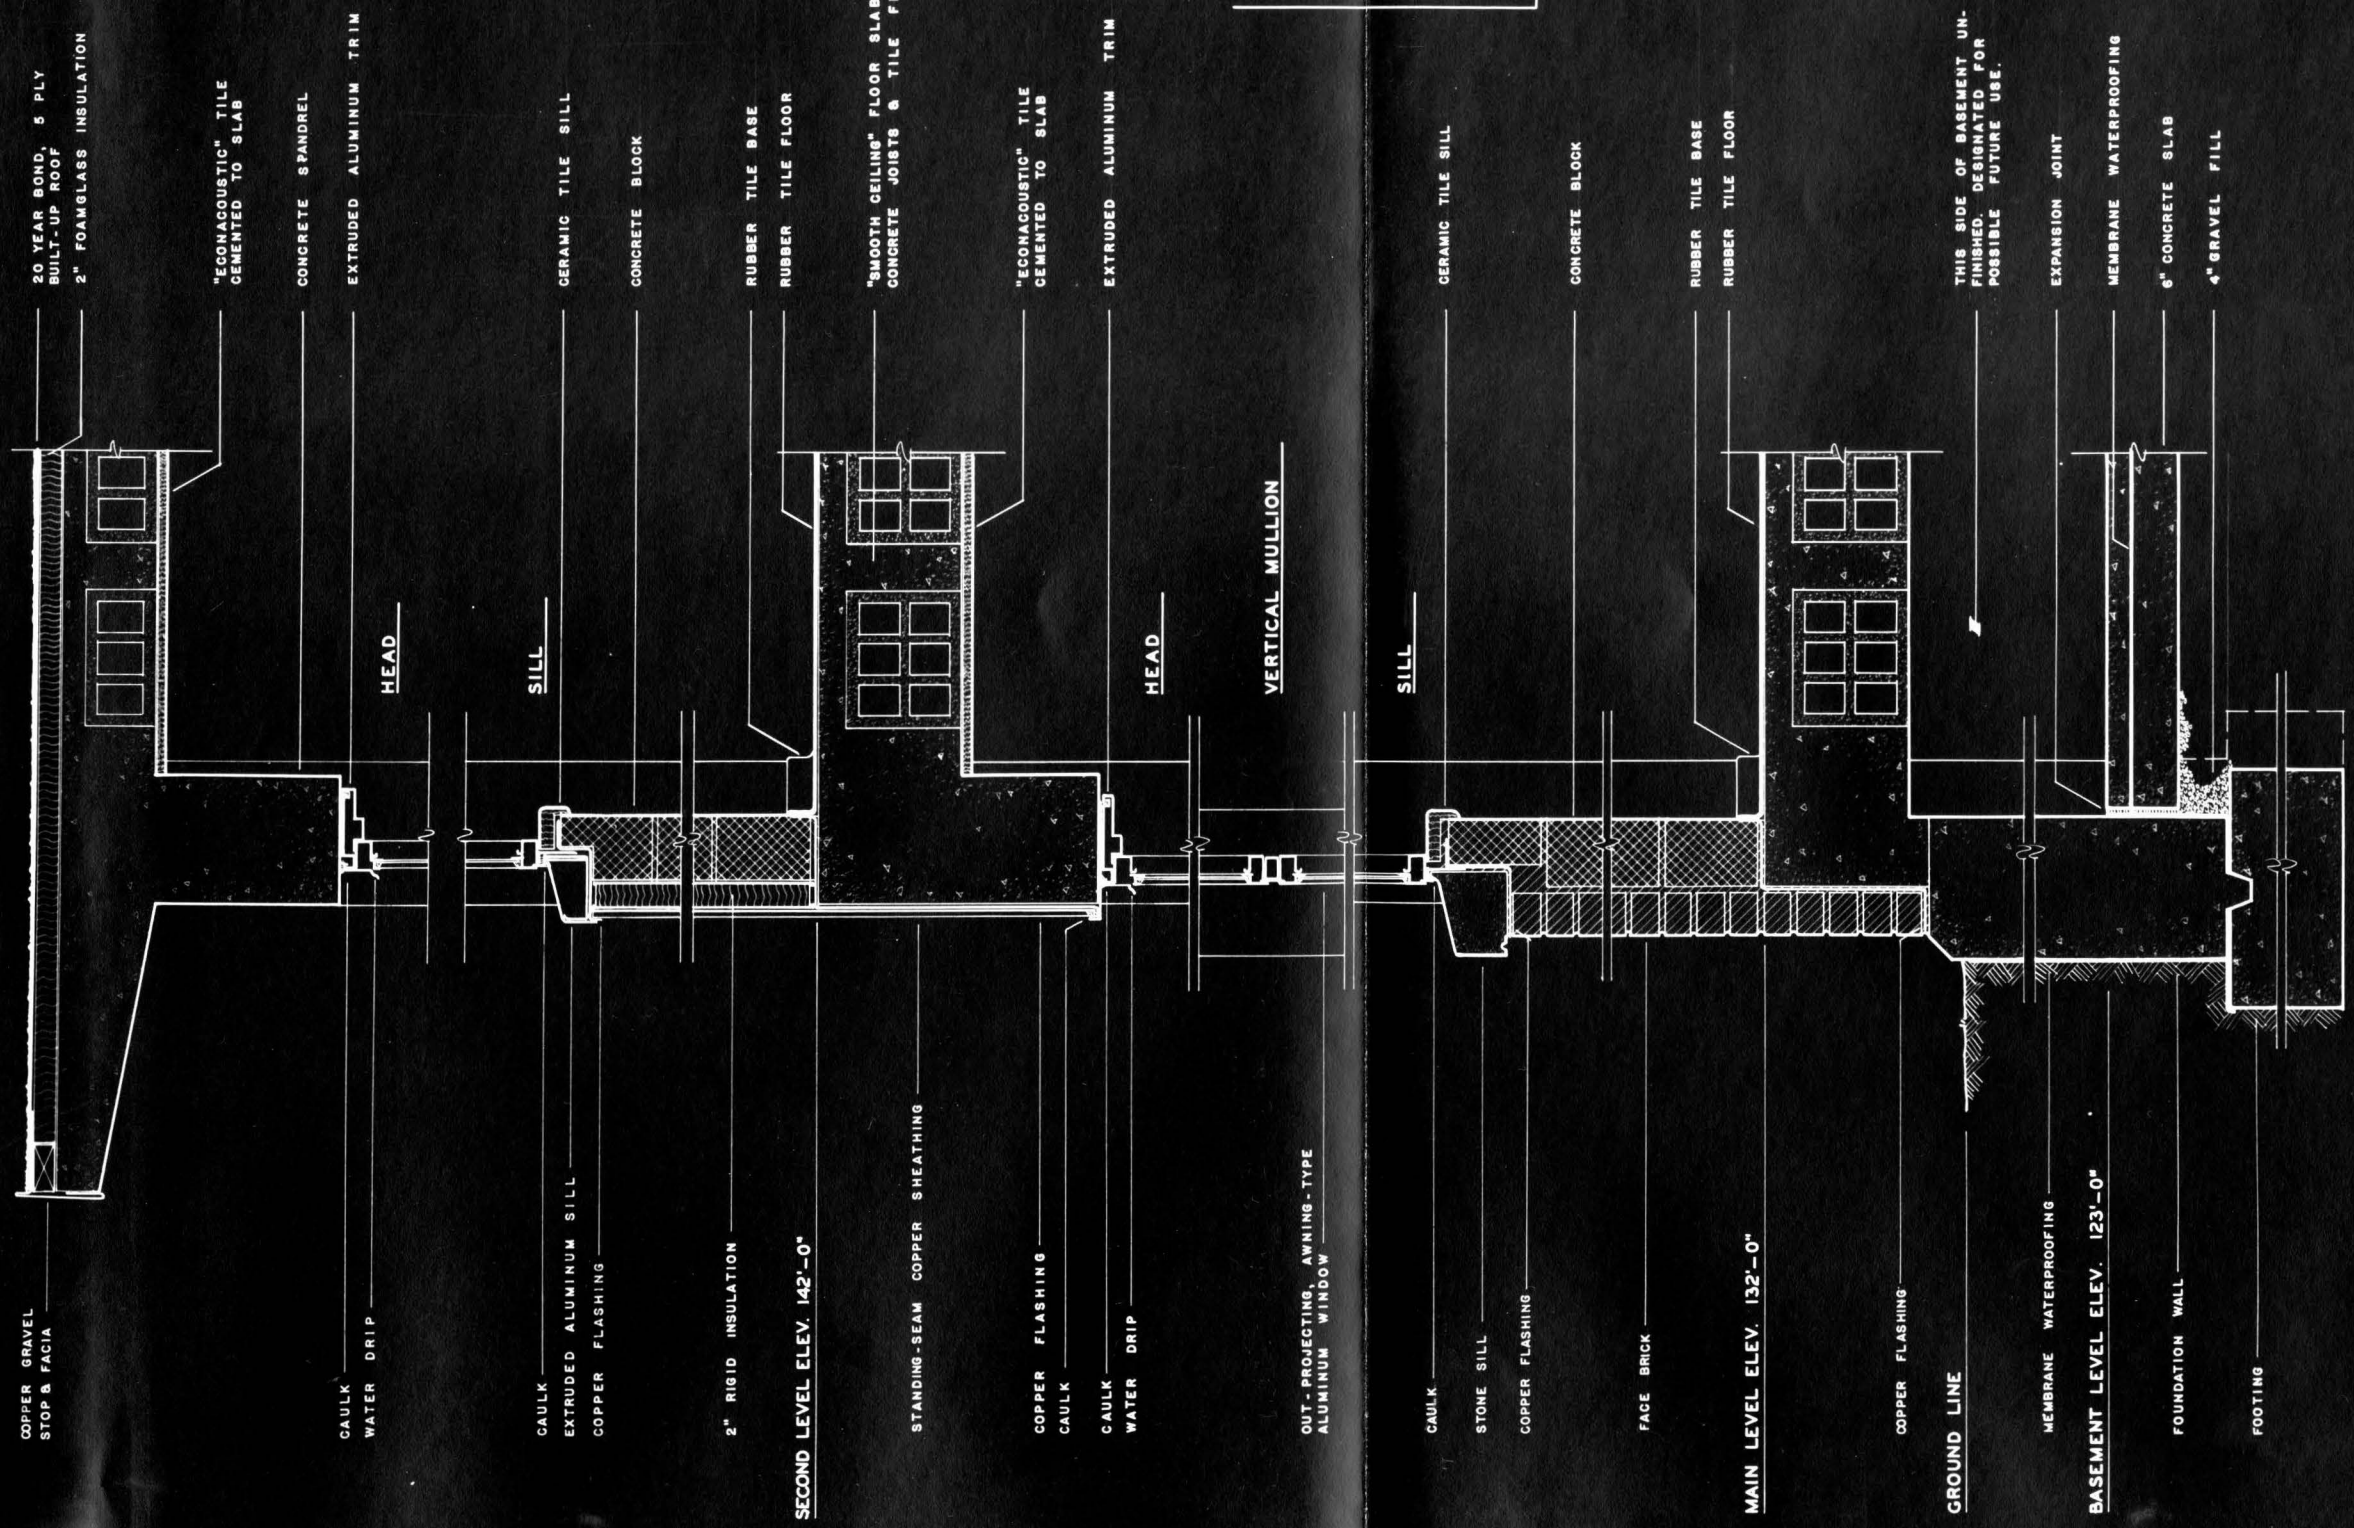 20 YEAR BOND, 5 PLY
BUILT-UP ROOF
2" FOAMGLASS INSULATION
"ECONACOUSTIC" TILE
CEMENTED TO SLAB
CONCRETE SPANDREL
EXTRUDED ALUMINUM TRIM
CERAMIC TILE SILL
CONCRETE BLOCK
RUBBER TILE BASE
RUBBER TILE FLOOR
"SMOOTH CEILING" FLOOR SLAB
CONCRETE JOISTS & TILE
"ECONACOUSTIC" TILE
CEMENTED TO SLAB
EXTRUDED ALUMINUM TRIM
CERAMIC TILE SILL
CONCRETE BLOCK
RUBBER TILE BASE
RUBBER TILE FLOOR
THIS SIDE OF BASEMENT UN-
FINISHED. DESIGNATED FOR
POSSIBLE FUTURE USE.
EXPANSION JOINT
MEMBRANE WATERPROOFING
6" CONCRETE SLAB
4" GRAVEL FILL
HEAD
SILL
HEAD
VERTICAL MULLION
SILL
COPPER GRAVEL
STOP & FACIA
CAULK
WATER DRIP
CAULK
EXTRUDED ALUMINUM SILL
COPPER FLASHING
2" RIGID INSULATION
SECOND LEVEL ELEV. 142'-0"
STANDING-SEAM COPPER SHEATHING
COPPER FLASHING
CAULK
CAULK
WATER DRIP
OUT-PROJECTING, AWNING-TYPE
ALUMINUM WINDOW
CAULK
STONE SILL
COPPER FLASHING
FACE BRICK
MAIN LEVEL ELEV. 132'-0"
COPPER FLASHING
GROUND LINE
MEMBRANE WATERPROOFING
BASEMENT LEVEL ELEV. 123'-0"
FOUNDATION WALL
FOOTING